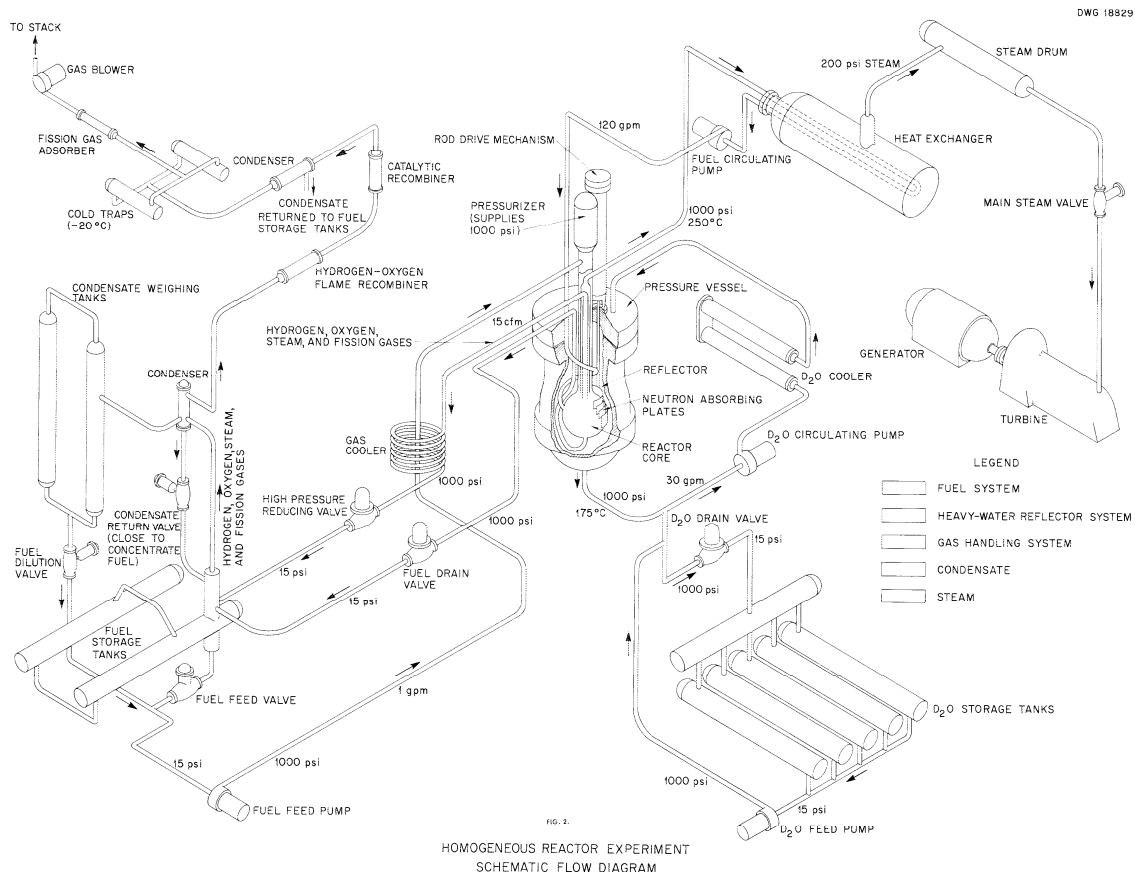 DWG 18829
TO STACK
GAS BLOWER
FISSION GAS
ADSORBER
COLD TRAPS
(-20°C)
CONDENSER
CONDENSATE
RETURNED TO FUEL
STORAGE TANKS
CATALYTIC
RECOMBINER
HYDROGEN-OXYGEN
FLAME RECOMBINER
ROD DRIVE MECHANISM
PRESSURIZER
(SUPPLIES
1000 psi)
120 gpm
FUEL CIRCULATING
PUMP
1000 psi
250°C
200 psi STEAM
STEAM DRUM
HEAT EXCHANGER
MAIN STEAM VALVE
GENERATOR
TURBINE
CONDENSATE WEIGHING
TANKS
CONDENSER
HYDROGEN, OXYGEN, STEAM,
AND FISSION GASES
HYDROGEN, OXYGEN,
STEAM, AND FISSION GASES
15 cfm
PRESSURE VESSEL
REFLECTOR
NEUTRON ABSORBING
PLATES
REACTOR
CORE
D2O COOLER
D2O CIRCULATING PUMP
30 gpm
1000 psi
175°C
GAS
COOLER
1000 psi
HIGH PRESSURE
REDUCING VALVE
1000 psi
FUEL DRAIN
VALVE
15 psi
15 psi
CONDENSATE
RETURN VALVE
(CLOSE TO
CONCENTRATE
FUEL)
FUEL
DILUTION
VALVE
FUEL
STORAGE
TANKS
FUEL FEED VALVE
1 gpm
15 psi
1000 psi
FUEL FEED PUMP
D2O DRAIN VALVE
15 psi
1000 psi
D2O STORAGE TANKS
1000 psi
15 psi
D2O FEED PUMP
LEGEND
FUEL SYSTEM
HEAVY-WATER REFLECTOR SYSTEM
GAS HANDLING SYSTEM
CONDENSATE
STEAM
FIG. 2.
HOMOGENEOUS REACTOR EXPERIMENT
SCHEMATIC FLOW DIAGRAM